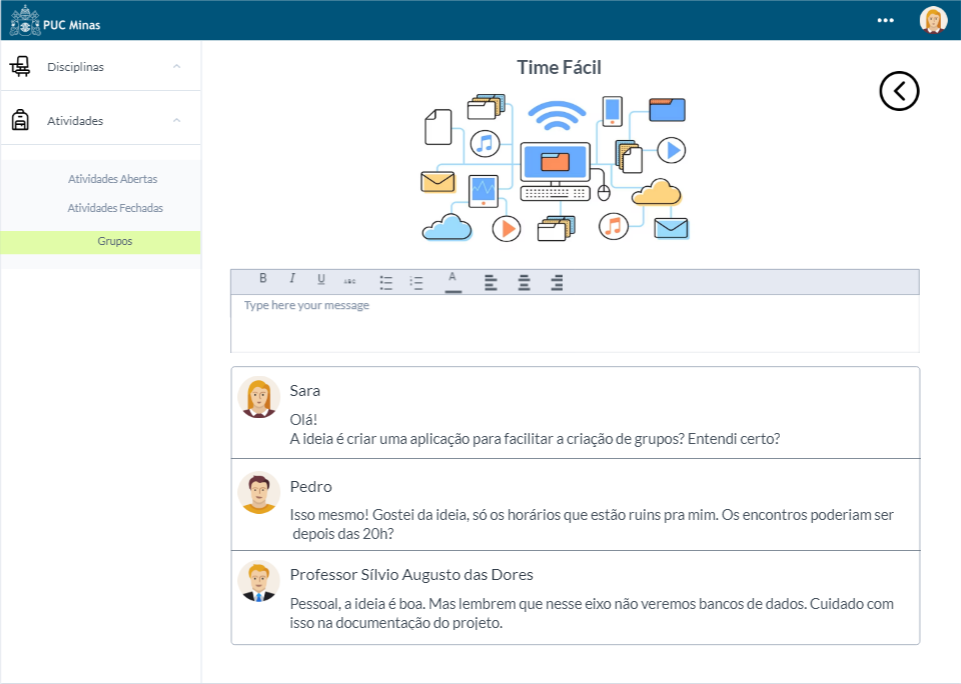 PUC Minas
•••
Disciplinas
Atividades
Atividades Abertas
Atividades Fechadas
Grupos
Time Fácil
B I U ABC A
Type here your message
Sara
Olá!
A ideia é criar uma aplicação para facilitar a criação de grupos? Entendi certo?
Pedro
Isso mesmo! Gostei da ideia, só os horários que estão ruins pra mim. Os encontros poderiam ser
depois das 20h?
Professor Sílvio Augusto das Dores
Pessoal, a ideia é boa. Mas lembrem que nesse eixo não veremos bancos de dados. Cuidado com
isso na documentação do projeto.